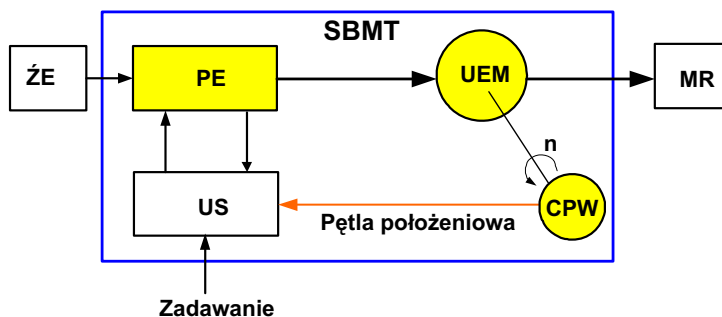 SBMT
ŹE
PE
UEM
MR
n
US
CPW
Pętla położeniowa
Zadawanie